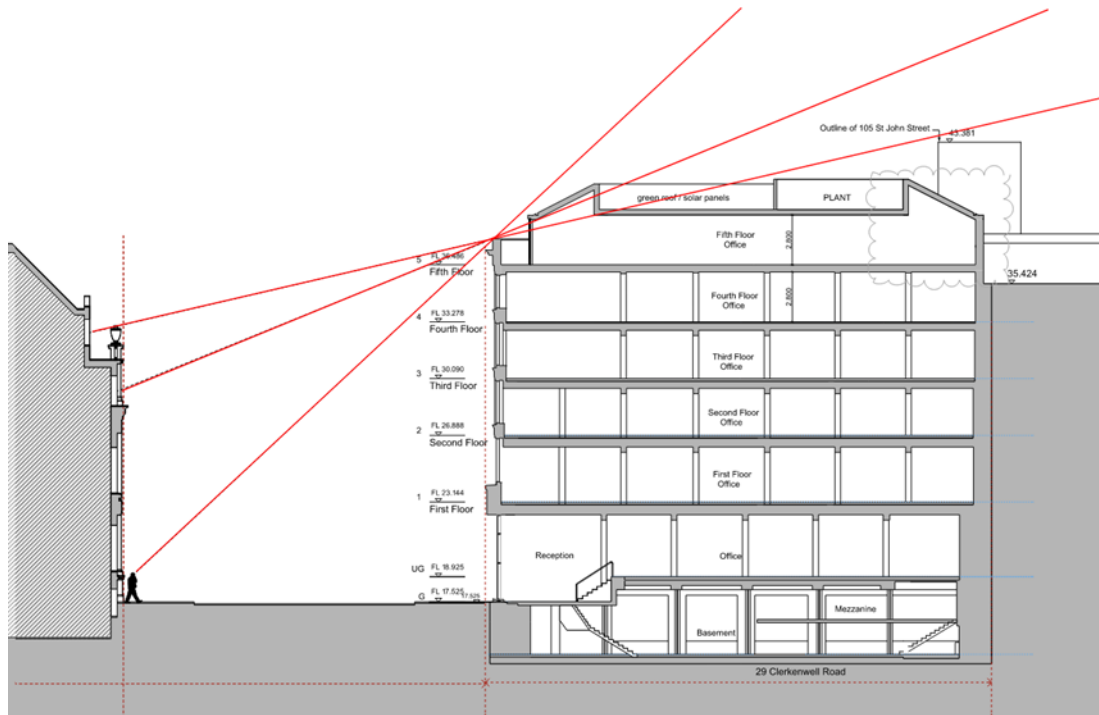 Outline of 105 St John Street
43.381
green roof / solar panels
PLANT
Fifth Floor
Office
2.800
5
FL 36.486
Fifth Floor
35.424
Fourth Floor
Office
2.800
4
FL 33.278
Fourth Floor
Third Floor
Office
3
FL 30.090
Third Floor
Second Floor
Office
2
FL 26.888
Second Floor
First Floor
Office
1
FL 23.144
First Floor
Reception
Office
UG
FL 18.925
G
FL 17.525
17.525
Mezzanine
Basement
29 Clerkenwell Road